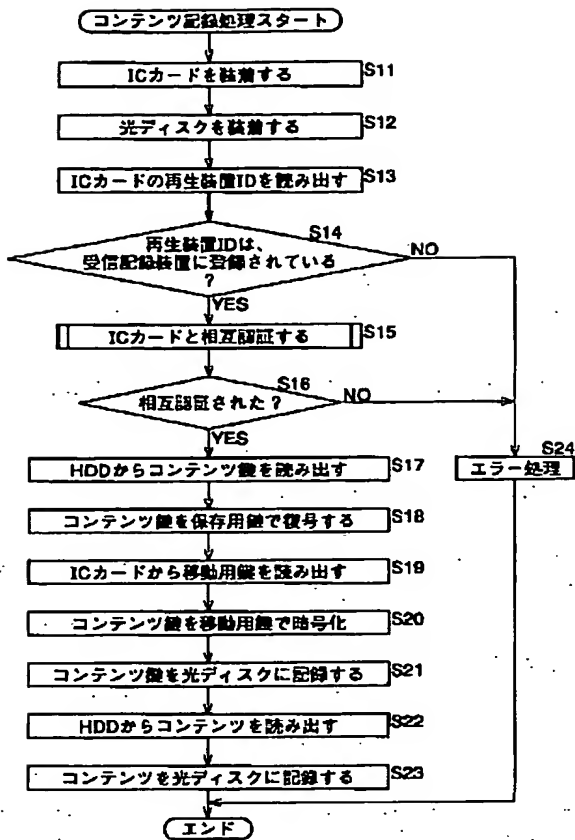 コンテンツ記録処理スタート
ICカードを装着する S11
光ディスクを装着する S12
ICカードの再生装置IDを読み出す S13
S14
再生装置IDは、
受信記録装置に登録されている
?
NO
YES
ICカードと相互認証する S15
S16
相互認証された?
NO
YES
S24
エラー処理
HDDからコンテンツ鍵を読み出す S17
コンテンツ鍵を保存用鍵で復号する S18
ICカードから移動用鍵を読み出す S19
コンテンツ鍵を移動用鍵で暗号化 S20
コンテンツ鍵を光ディスクに記録する S21
HDDからコンテンツを読み出す S22
コンテンツを光ディスクに記録する S23
エンド